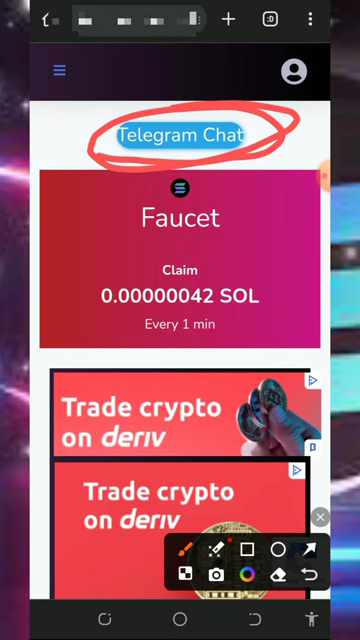 :D
Telegram Chat
Faucet
Claim
0.00000042 SOL
Every 1 min
Trade crypto
on deriv
Trade crypto
on deriv